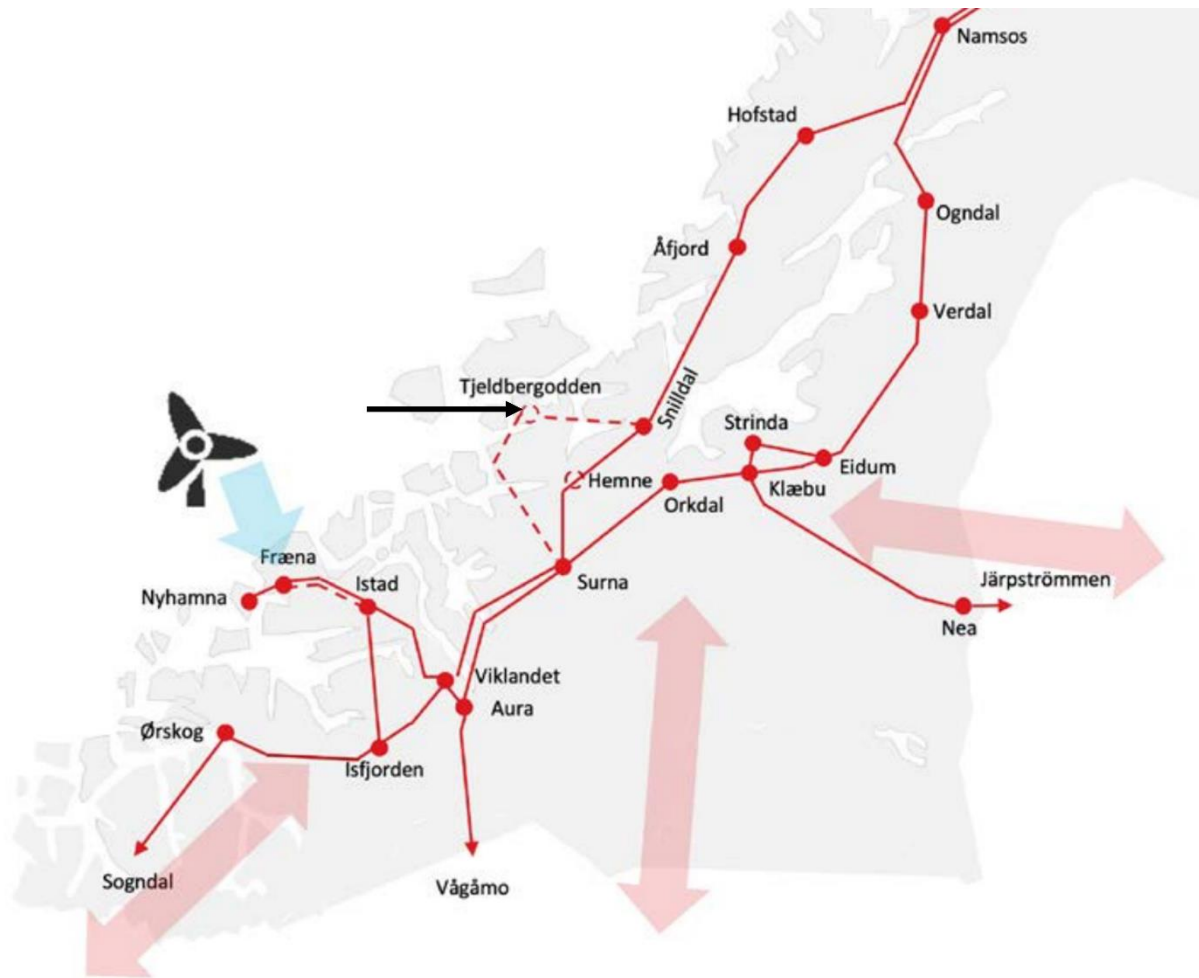 Namsos
Hofstad
Ogndal
Åfjord
Verdal
Tjeldbergodden
Snilldal
Strinda
Eidum
Hemne
Klæbu
Orkdal
Fræna
Istad
Surna
Järpströmmen
Nyhamna
Nea
Viklandet
Aura
Ørskog
Isfjorden
Sogndal
Vågåmo